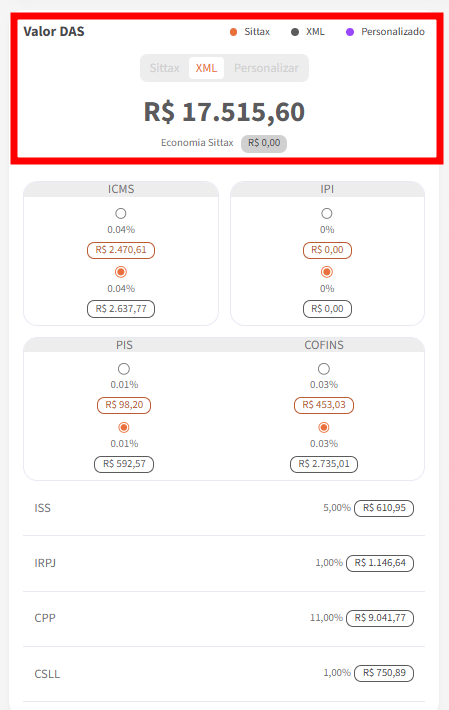 Valor DAS Sittax XML Personalizado
Sittax XML Personalizar
R$ 17.515,60
Economia Sittax R$ 0,00
ICMS
0.04%
R$ 2.470,61
0.04%
R$ 2.637,77
IPI
0%
R$ 0,00
0%
R$ 0,00
PIS
0.01%
R$ 98,20
0.01%
R$ 592,57
COFINS
0.03%
R$ 453,03
0.03%
R$ 2.735,01
ISS 5,00% R$ 610,95
IRPJ 1,00% R$ 1.146,64
CPP 11,00% R$ 9.041,77
CSLL 1,00% R$ 750,89